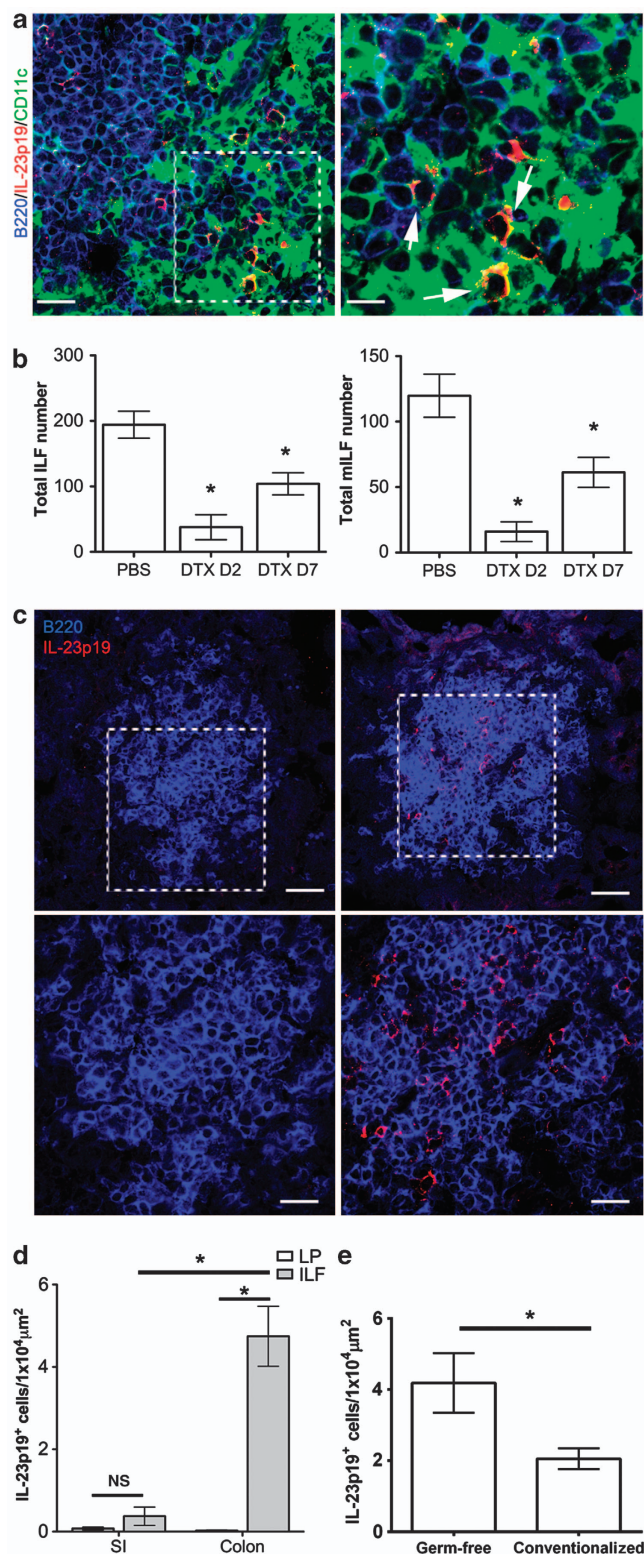 a
B220/IL-23p19/CD11c
b
Total ILF number
300
200
100
0
PBS
DTX D2
DTX D7
*
*
Total mILF number
150
100
50
0
PBS
DTX D2
DTX D7
*
*
c
B220
IL-23p19
d
IL-23p19+ cells/1x10⁴μm²
6
4
2
0
NS
*
*
LP
ILF
SI
Colon
e
IL-23p19+ cells/1x10⁴μm²
6
4
2
0
*
Germ-free
Conventionalized